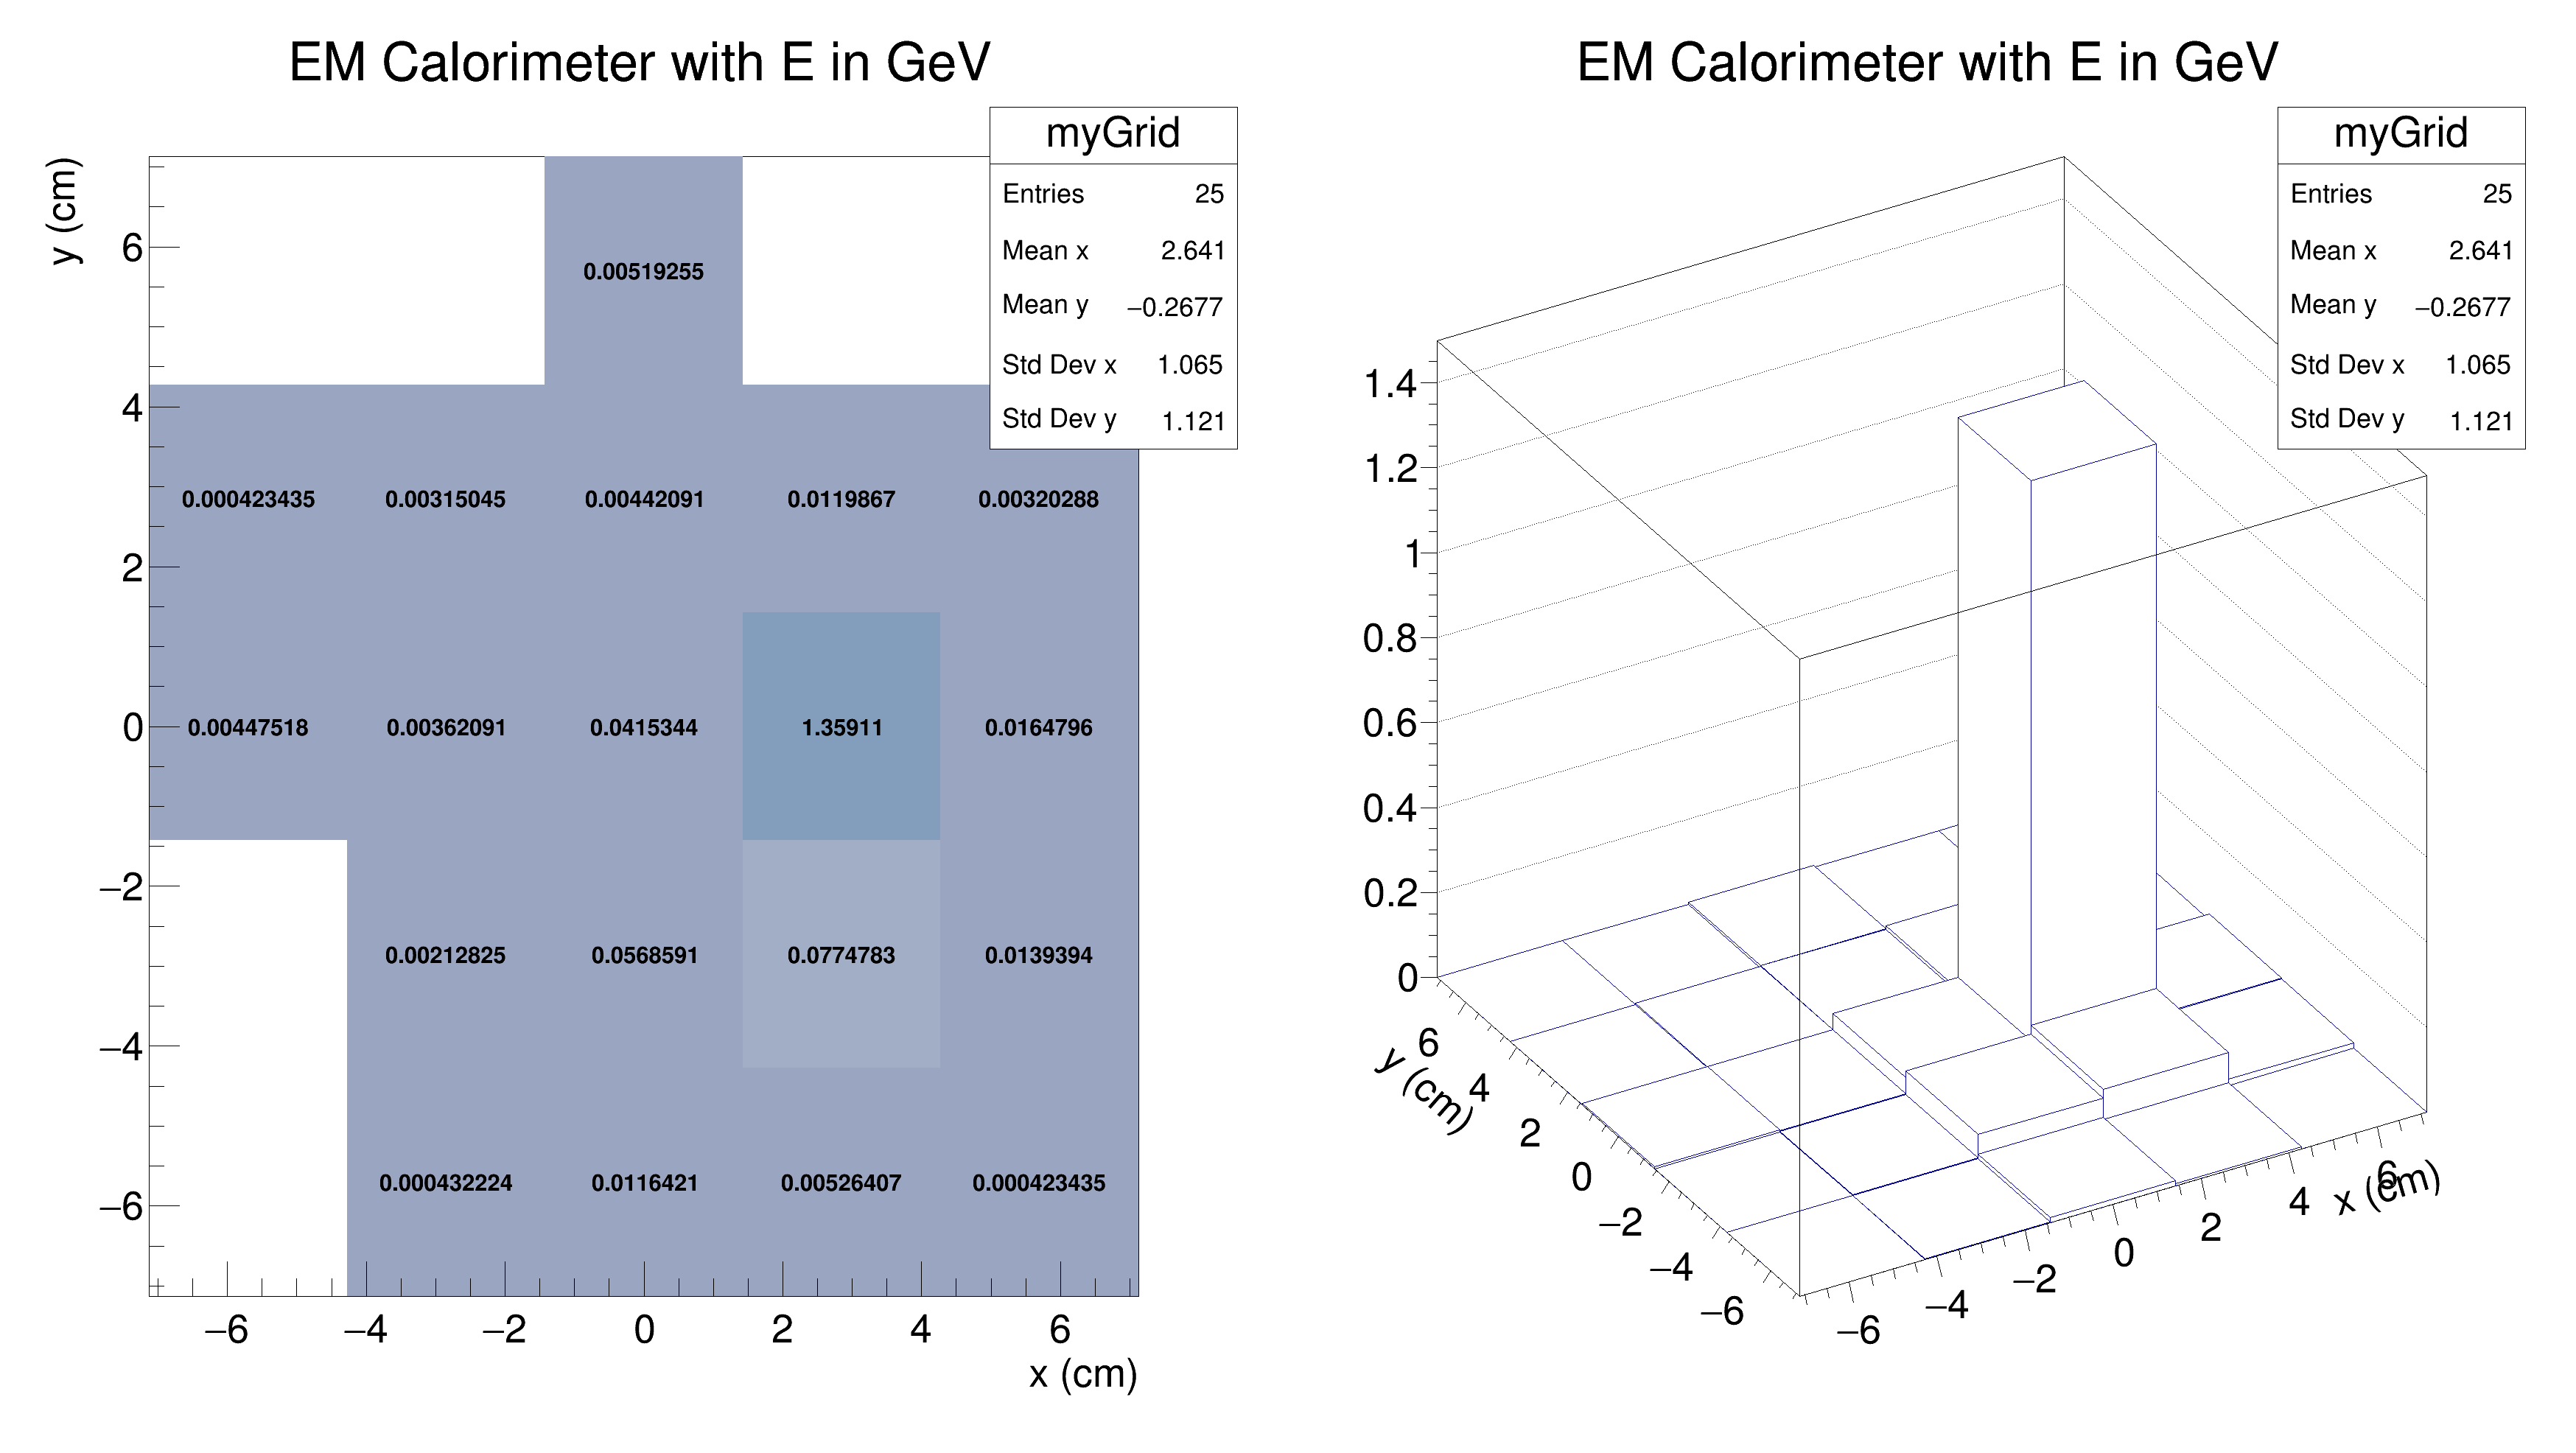 EM Calorimeter with E in GeV
myGrid
Entries 25
Mean x 2.641
Mean y −0.2677
Std Dev x 1.065
Std Dev y 1.121
y (cm)
6
4
2
0
−2
−4
−6
0.00519255
0.000423435 0.00315045 0.00442091 0.0119867 0.00320288
0.00447518 0.00362091 0.0415344 1.35911 0.0164796
0.00212825 0.0568591 0.0774783 0.0139394
0.000432224 0.0116421 0.00526407 0.000423435
−6 −4 −2 0 2 4 6
x (cm)
EM Calorimeter with E in GeV
myGrid
Entries 25
Mean x 2.641
Mean y −0.2677
Std Dev x 1.065
Std Dev y 1.121
1.4
1.2
1
0.8
0.6
0.4
0.2
0
6
4
2
0
−2
−4
−6
y (cm)
−6
−4
−2
0
2
4
6
x (cm)